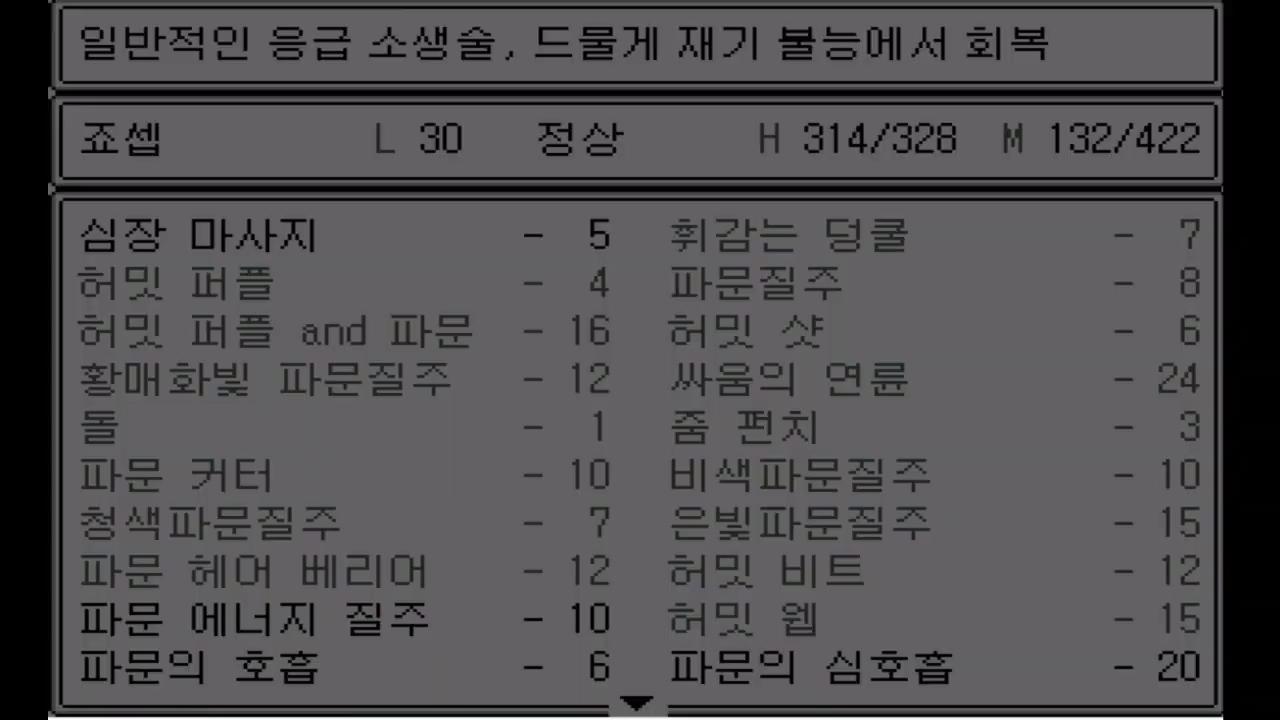 일반적인 응급 소생술, 드물게 재기 불능에서 회복
죠셉 L 30 정상 H 314/328 M 132/422
심장 마사지 - 5 휘감는 덩쿨 - 7
허밋 퍼플 - 4 파문질주 - 8
허밋 퍼플 and 파문 - 16 허밋 샷 - 6
황매화빛 파문질주 - 12 싸움의 연륜 - 24
돌 - 1 줌 펀치 - 3
파문 커터 - 10 비색파문질주 - 10
청색파문질주 - 7 은빛파문질주 - 15
파문 헤어 베리어 - 12 허밋 비트 - 12
파문 에너지 질주 - 10 허밋 웹 - 15
파문의 호흡 - 6 파문의 심호흡 - 20